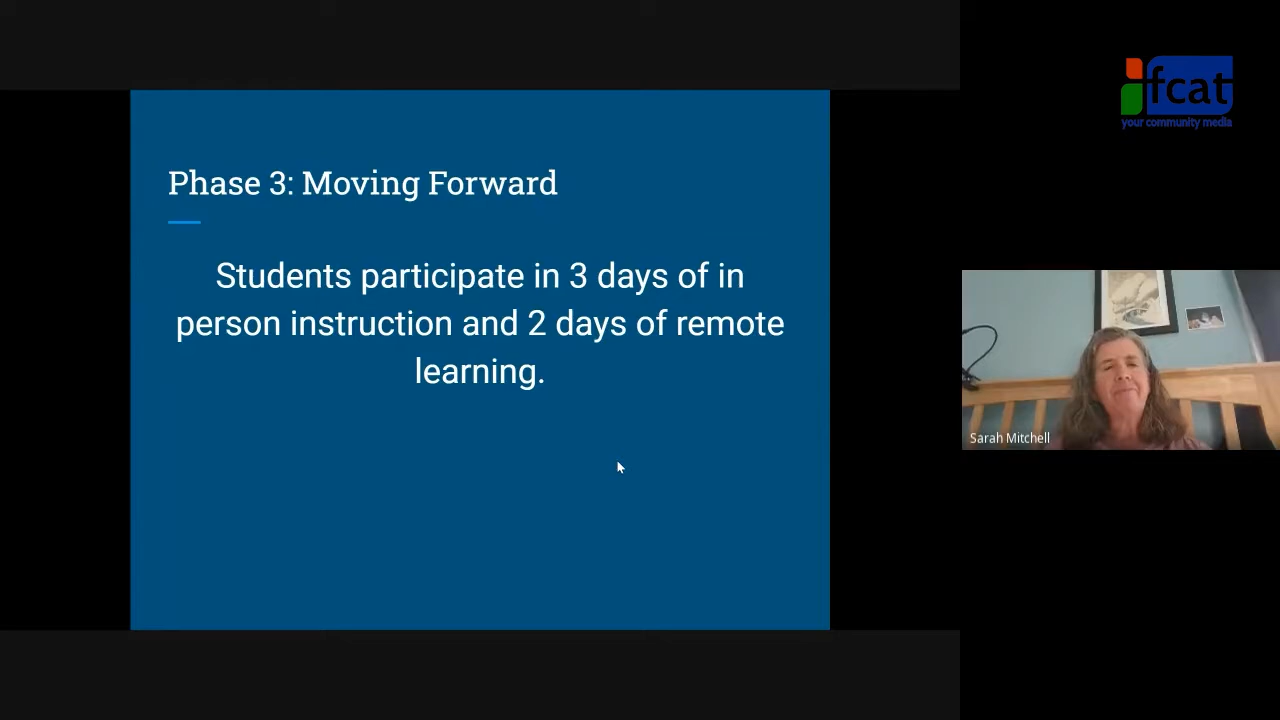 fcat
your community media
Phase 3: Moving Forward
Students participate in 3 days of in
person instruction and 2 days of remote
learning.
Sarah Mitchell